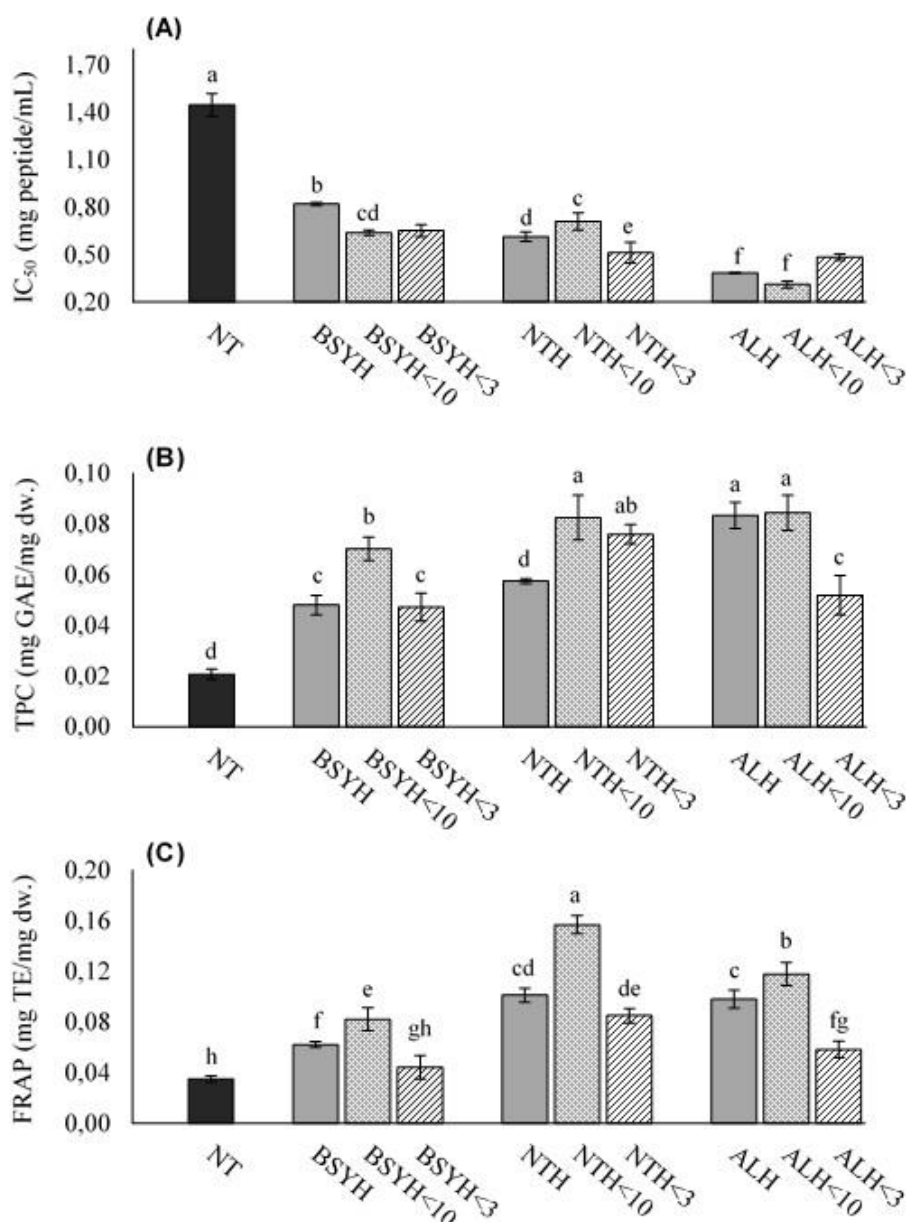 (A)
IC50 (mg peptide/mL)
1,70
1,40
1,10
0,80
0,50
0,20
a
b
cd
d
c
e
f
f
NT
BSYH
BSYH<10
BSYH<3
NTH
NTH<10
NTH<3
ALH
ALH<10
ALH<3
(B)
TPC (mg GAE/mg dw.)
0,10
0,08
0,06
0,04
0,02
0,00
d
c
b
c
d
a
ab
a
a
c
NT
BSYH
BSYH<10
BSYH<3
NTH
NTH<10
NTH<3
ALH
ALH<10
ALH<3
(C)
FRAP (mg TE/mg dw.)
0,20
0,16
0,12
0,08
0,04
0,00
h
f
e
gh
cd
a
de
c
b
fg
NT
BSYH
BSYH<10
BSYH<3
NTH
NTH<10
NTH<3
ALH
ALH<10
ALH<3